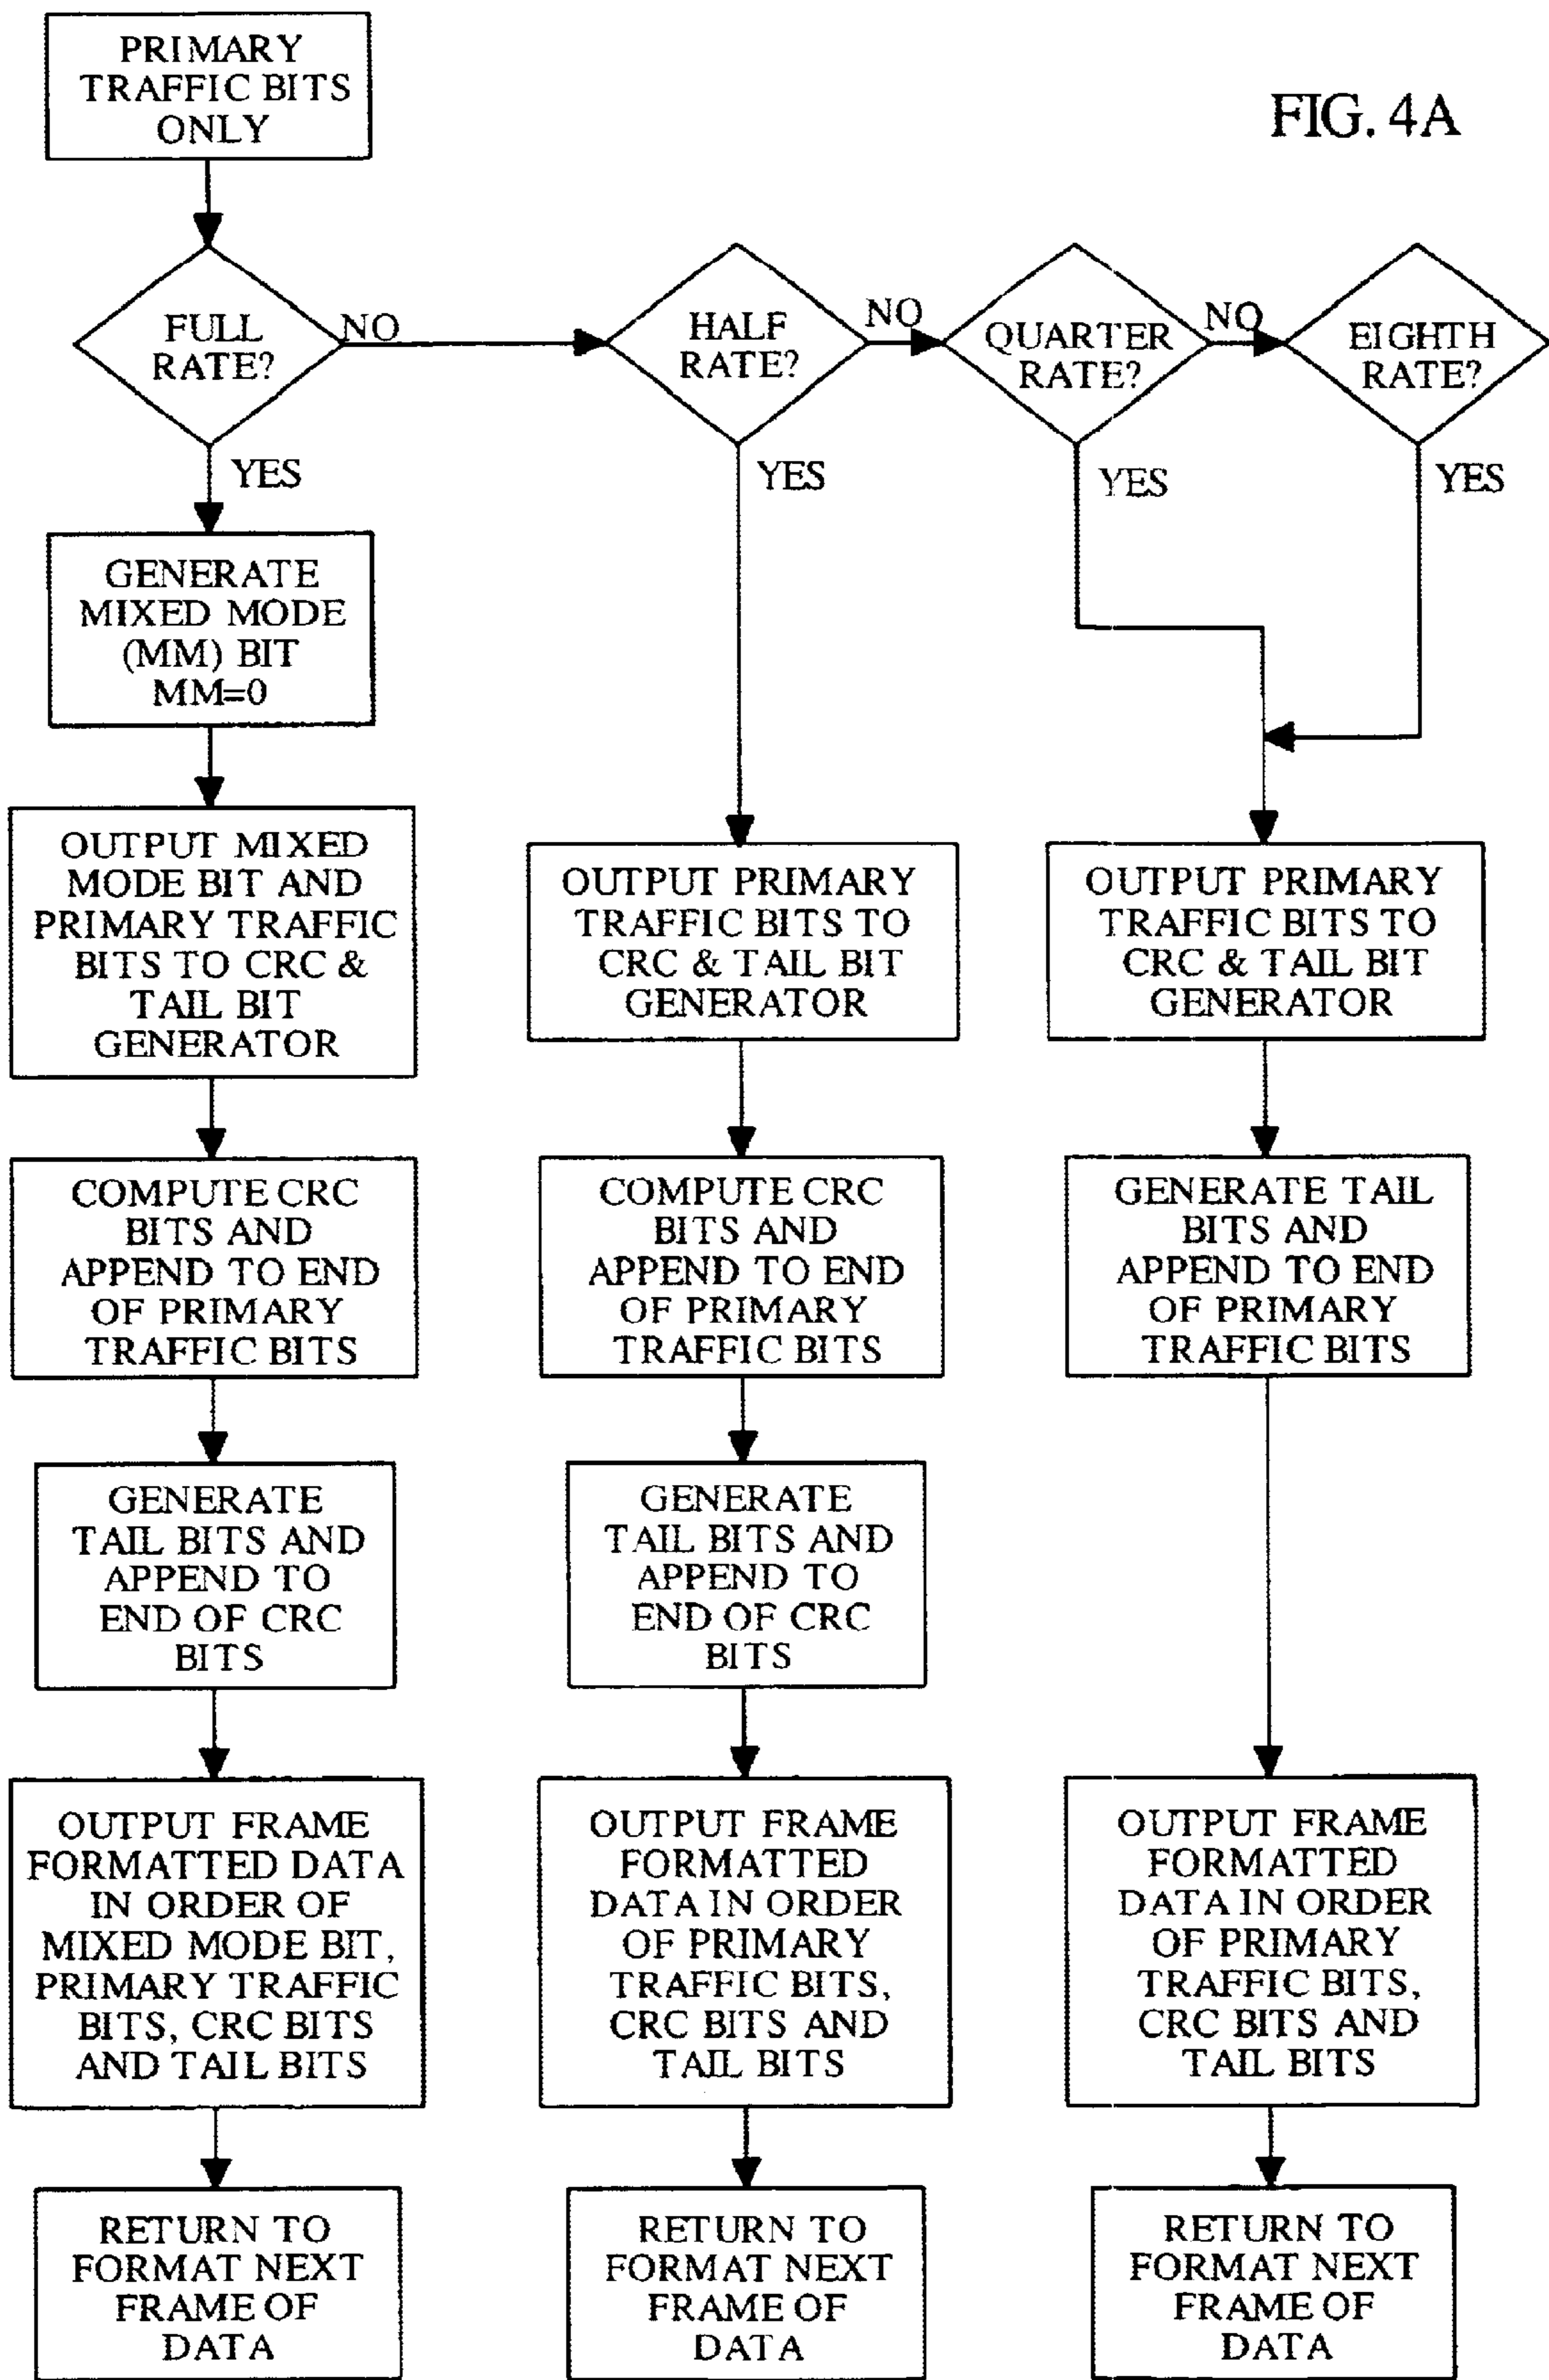 PRIMARY
TRAFFIC BITS
ONLY
FIG. 4A
FULL
RATE?
NO
HALF
RATE?
NO
QUARTER
RATE?
NO
EIGHTH
RATE?
YES
YES
YES
YES
GENERATE
MIXED MODE
(MM) BIT
MM=0
OUTPUT MIXED
MODE BIT AND
PRIMARY TRAFFIC
BITS TO CRC &
TAIL BIT
GENERATOR
OUTPUT PRIMARY
TRAFFIC BITS TO
CRC & TAIL BIT
GENERATOR
OUTPUT PRIMARY
TRAFFIC BITS TO
CRC & TAIL BIT
GENERATOR
COMPUTE CRC
BITS AND
APPEND TO END
OF PRIMARY
TRAFFIC BITS
COMPUTE CRC
BITS AND
APPEND TO END
OF PRIMARY
TRAFFIC BITS
GENERATE TAIL
BITS AND
APPEND TO END
OF PRIMARY
TRAFFIC BITS
GENERATE
TAIL BITS AND
APPEND TO
END OF CRC
BITS
GENERATE
TAIL BITS AND
APPEND TO
END OF CRC
BITS
OUTPUT FRAME
FORMATTED DATA
IN ORDER OF
MIXED MODE BIT,
PRIMARY TRAFFIC
BITS, CRC BITS
AND TAIL BITS
OUTPUT FRAME
FORMATTED
DATA IN ORDER
OF PRIMARY
TRAFFIC BITS,
CRC BITS AND
TAIL BITS
OUTPUT FRAME
FORMATTED
DATA IN ORDER
OF PRIMARY
TRAFFIC BITS,
CRC BITS AND
TAIL BITS
RETURN TO
FORMAT NEXT
FRAME OF
DATA
RETURN TO
FORMAT NEXT
FRAME OF
DATA
RETURN TO
FORMAT NEXT
FRAME OF
DATA